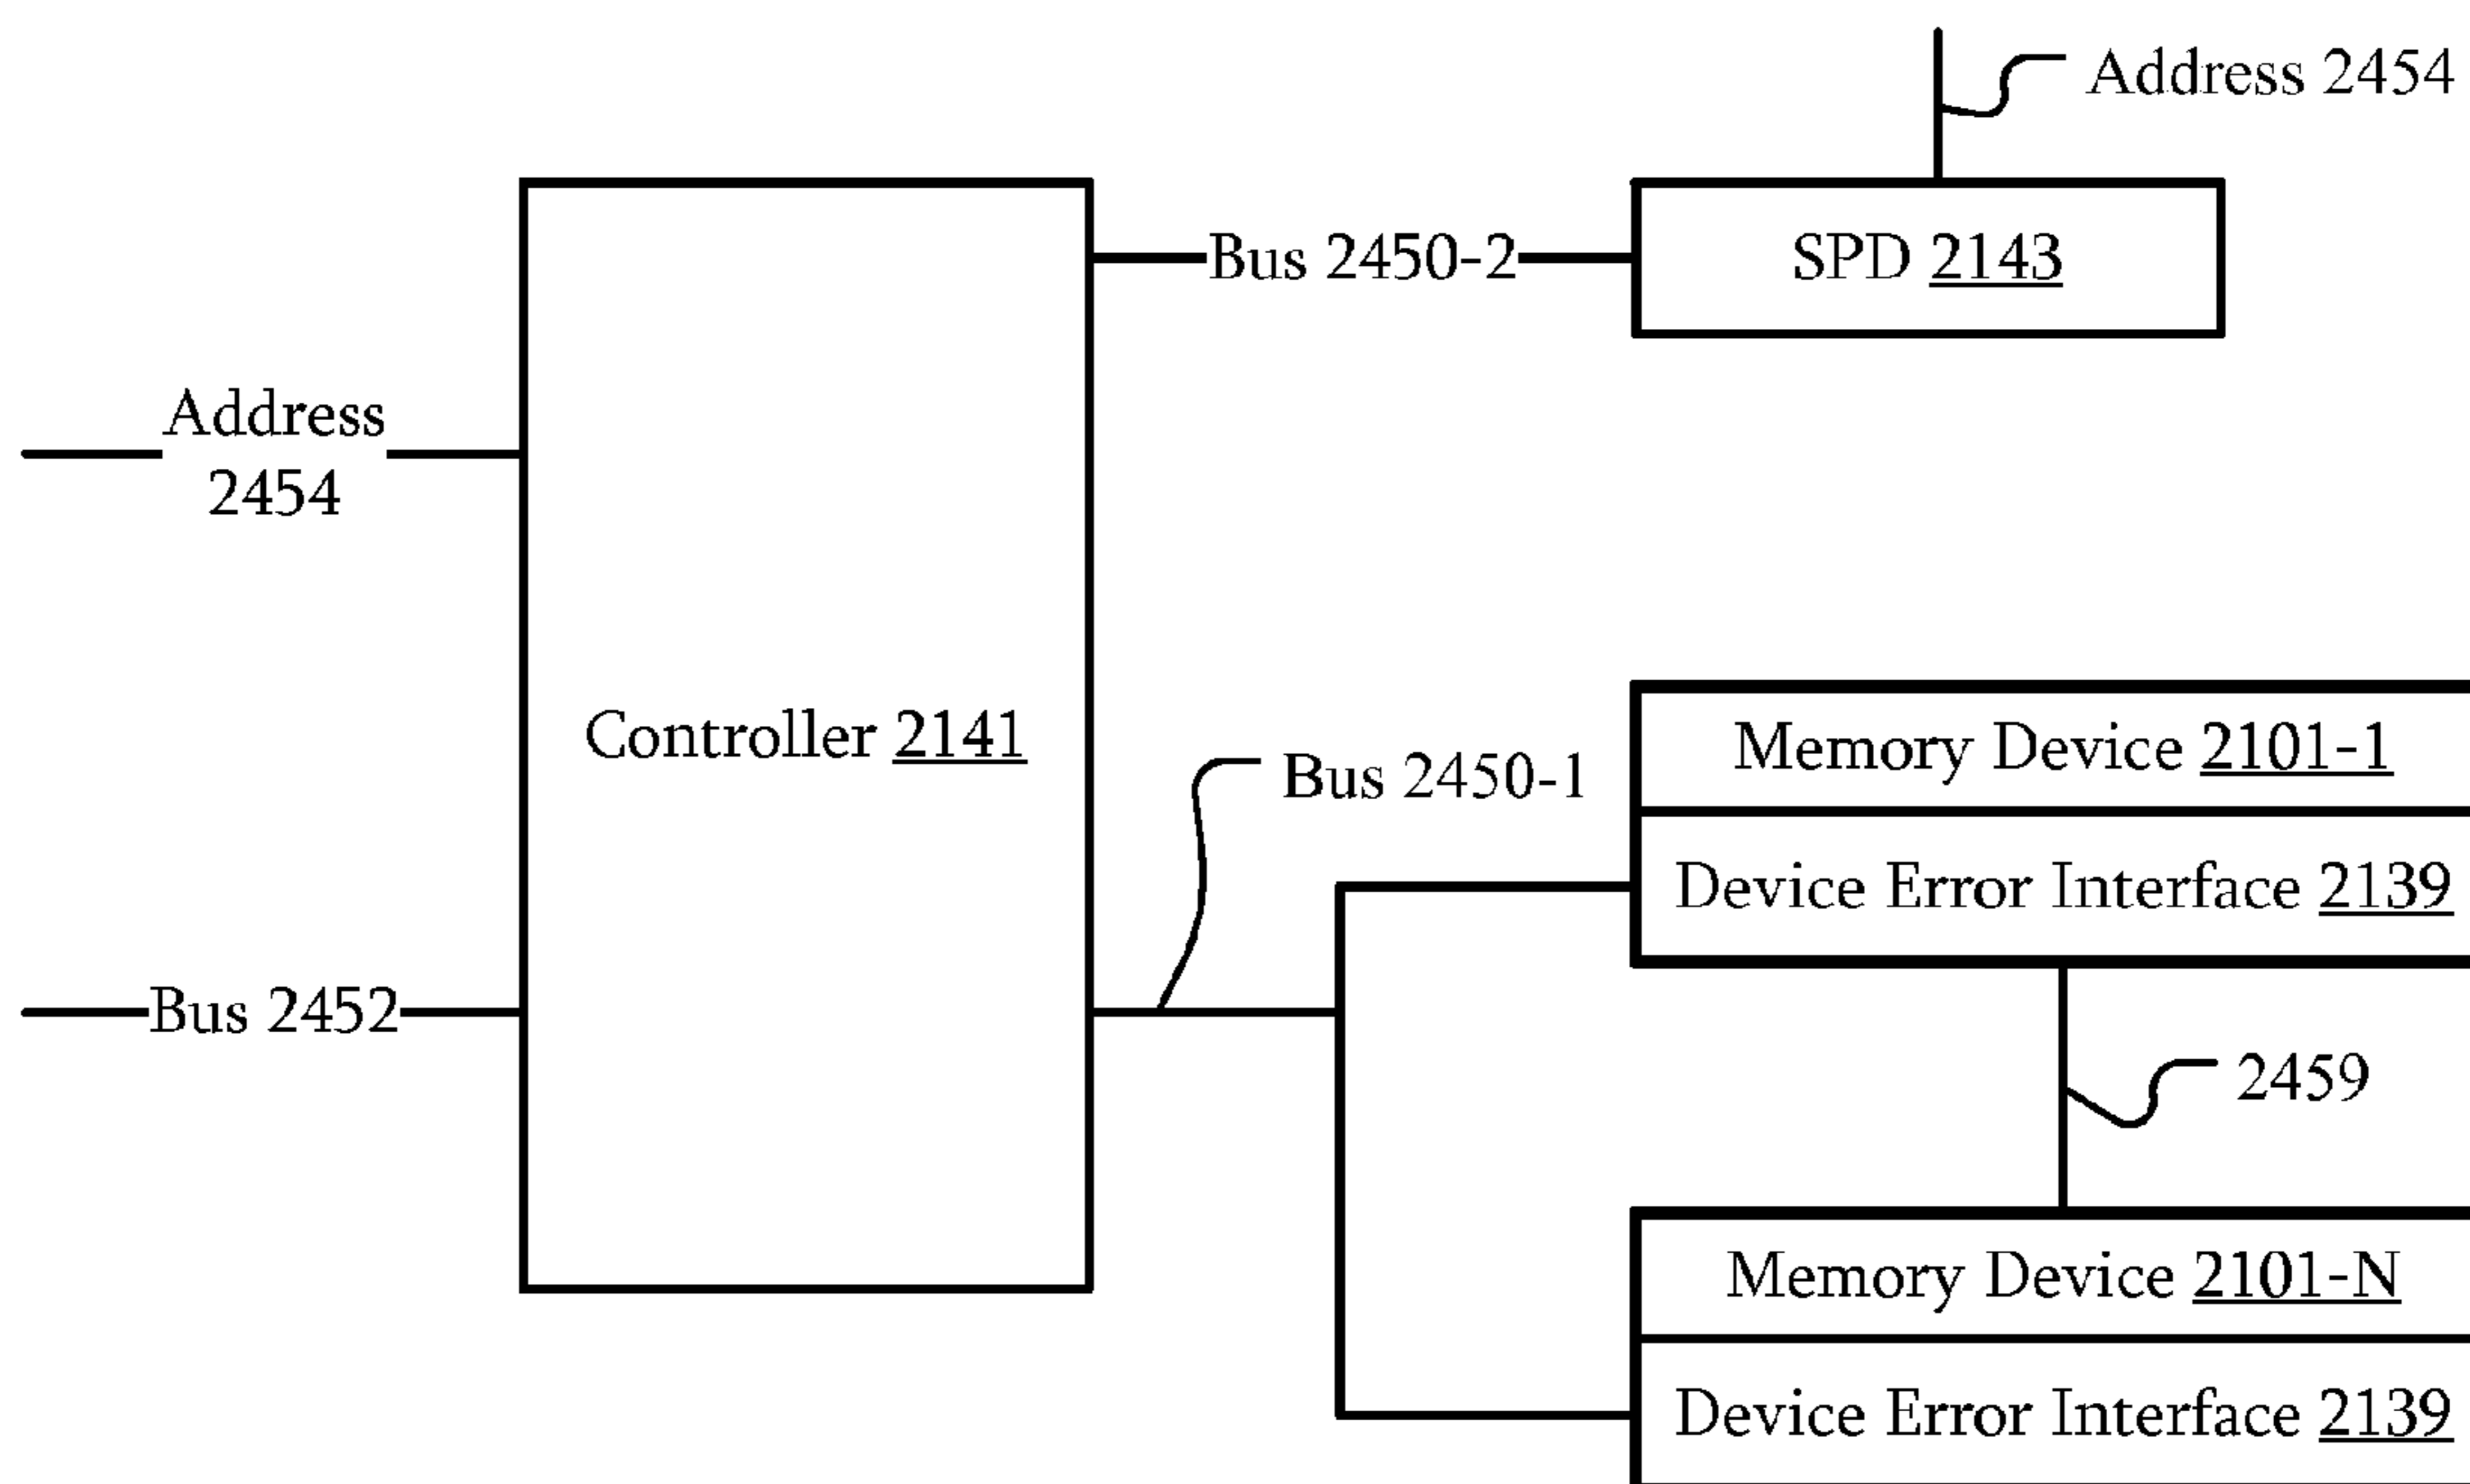 Address 2454
Bus 2450-2
SPD 2143
Address
2454
Controller 2141
Memory Device 2101-1
Bus 2450-1
Device Error Interface 2139
Bus 2452
2459
Memory Device 2101-N
Device Error Interface 2139